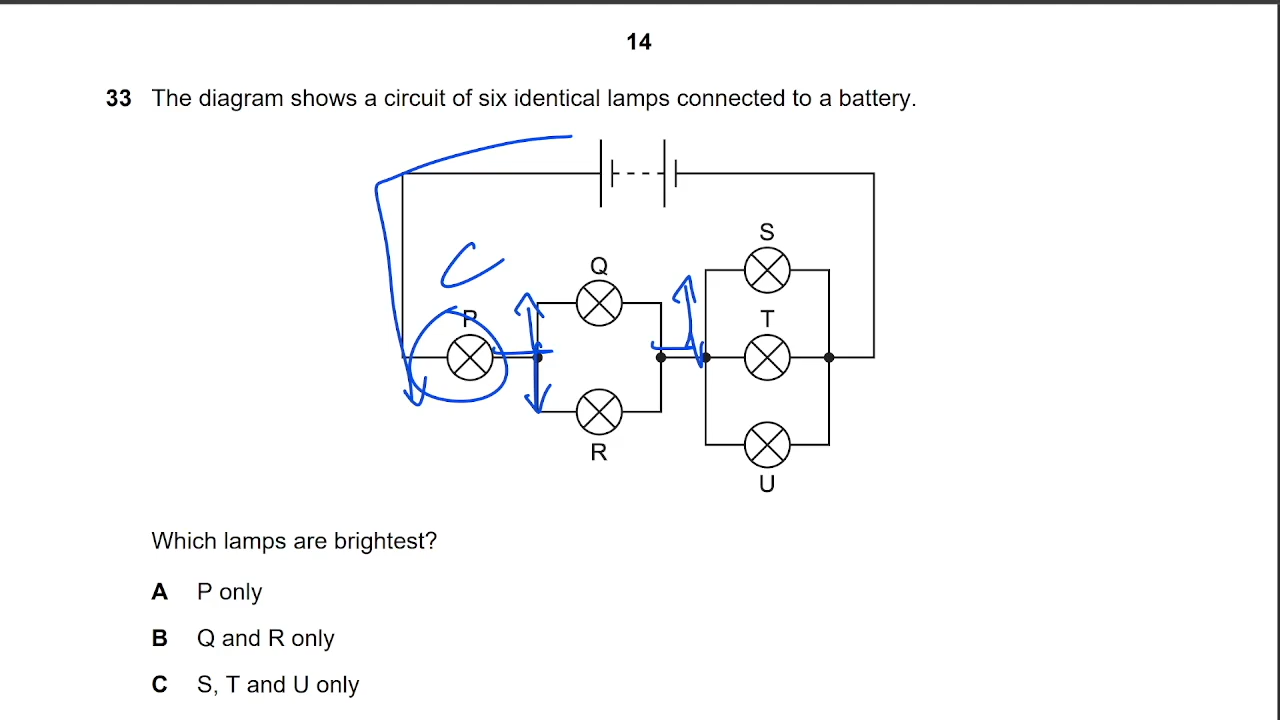 14
33 The diagram shows a circuit of six identical lamps connected to a battery.
S
Q
C
P
T
R
U
Which lamps are brightest?
A P only
B Q and R only
C S, T and U only